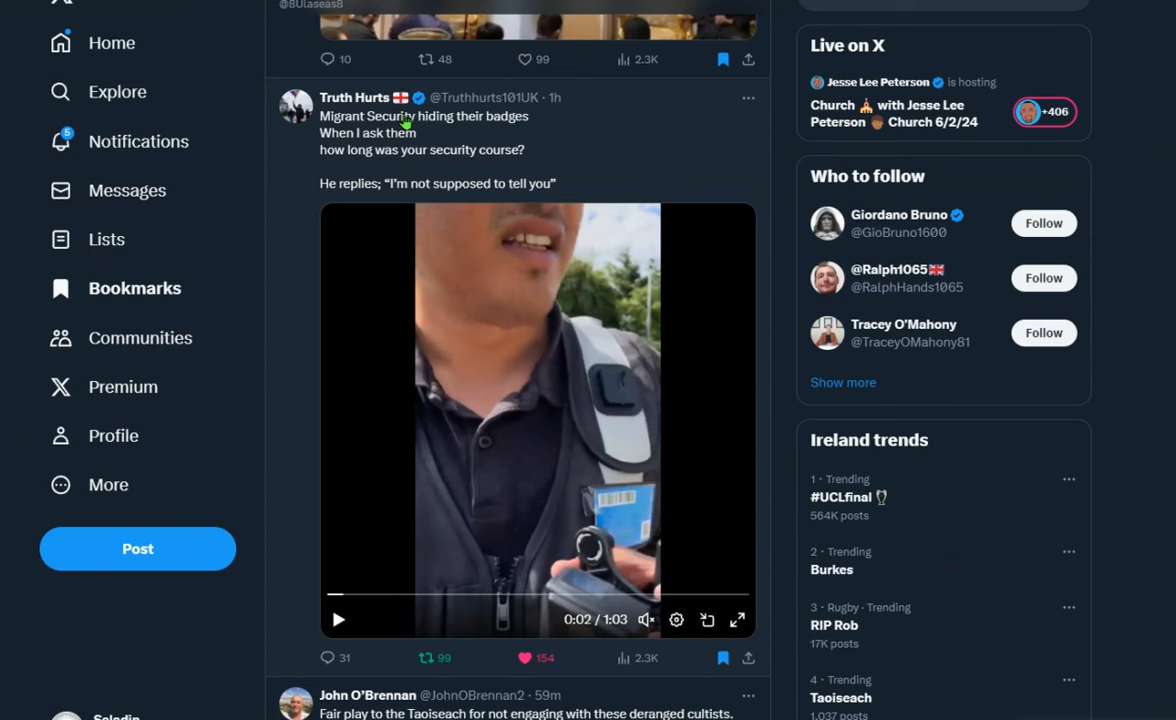 @8Ulaseas8
10
48
99
2.3K
Home
Explore
5
Notifications
Messages
Lists
Bookmarks
Communities
Premium
Profile
More
Post
Truth Hurts @Truthhurts101UK · 1h
Migrant Security hiding their badges
When I ask them
how long was your security course?
He replies; “I’m not supposed to tell you”
0:02 / 1:03
31
99
154
2.3K
John O’Brennan @JohnOBrennan2 · 59m
Fair play to the Taoiseach for not engaging with these deranged cultists.
Live on X
Jesse Lee Peterson is hosting
Church with Jesse Lee
Peterson Church 6/2/24
+406
Who to follow
Giordano Bruno
@GioBruno1600
Follow
@Ralph1065
@RalphHands1065
Follow
Tracey O’Mahony
@TraceyOMahony81
Follow
Show more
Ireland trends
1 · Trending
#UCLfinal
564K posts
2 · Trending
Burkes
3 · Rugby · Trending
RIP Rob
17K posts
4 · Trending
Taoiseach
1,037 posts